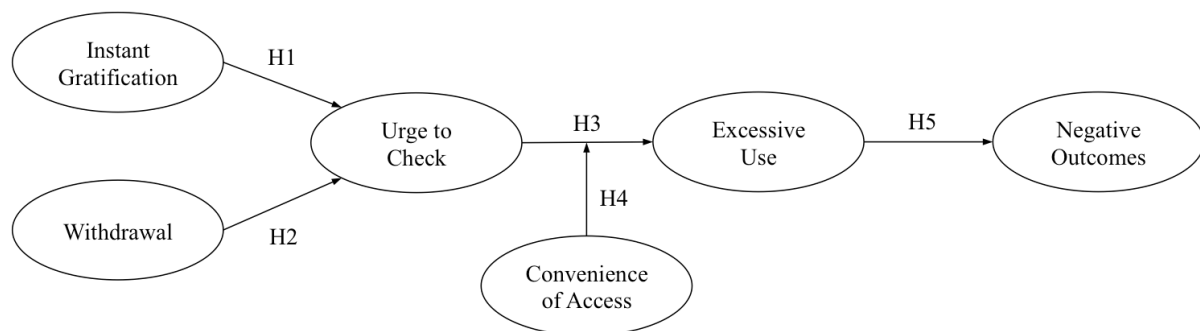 Instant
Gratification
H1
Urge to
Check
H3
Excessive
Use
H5
Negative
Outcomes
Withdrawal
H2
H4
Convenience
of Access